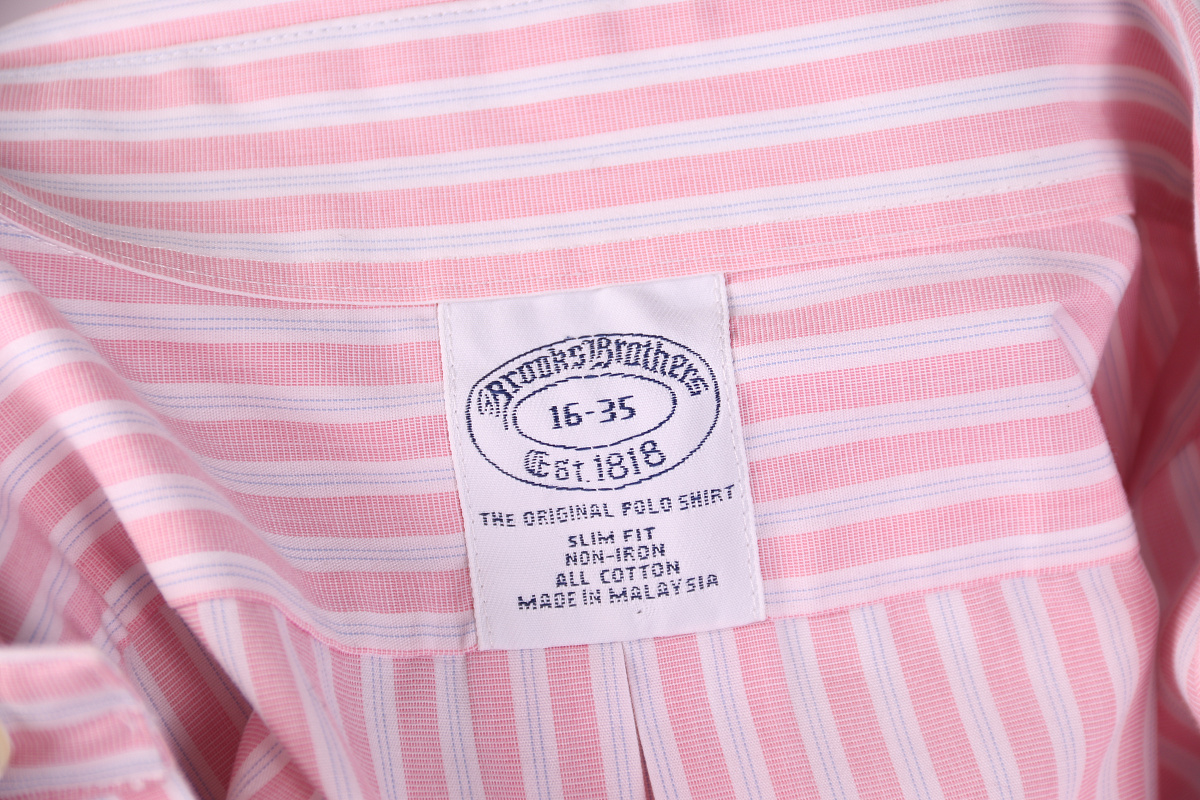 Brooks Brothers
16-35
Est. 1818
THE ORIGINAL POLO SHIRT
SLIM FIT
NON-IRON
ALL COTTON
MADE IN MALAYSIA